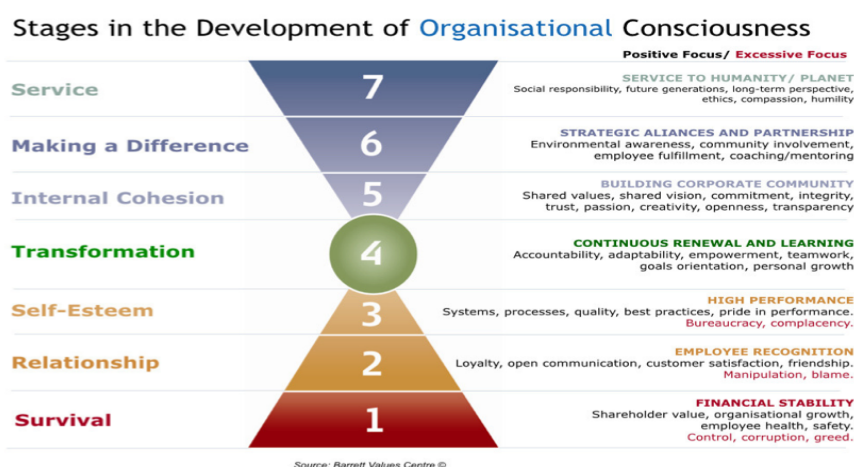 Stages in the Development of Organisational Consciousness
Positive Focus/ Excessive Focus
Service
7
SERVICE TO HUMANITY/ PLANET
Social responsibility, future generations, long-term perspective,
ethics, compassion, humility
Making a Difference
6
STRATEGIC ALIANCES AND PARTNERSHIP
Environmental awareness, community involvement,
employee fulfillment, coaching/mentoring
Internal Cohesion
5
BUILDING CORPORATE COMMUNITY
Shared values, shared vision, commitment, integrity,
trust, passion, creativity, openness, transparency
Transformation
4
CONTINUOUS RENEWAL AND LEARNING
Accountability, adaptability, empowerment, teamwork,
goals orientation, personal growth
Self-Esteem
3
HIGH PERFORMANCE
Systems, processes, quality, best practices, pride in performance.
Bureaucracy, complacency.
Relationship
2
EMPLOYEE RECOGNITION
Loyalty, open communication, customer satisfaction, friendship.
Manipulation, blame.
Survival
1
FINANCIAL STABILITY
Shareholder value, organisational growth,
employee health, safety.
Control, corruption, greed.
Source: Barrett Values Centre ©